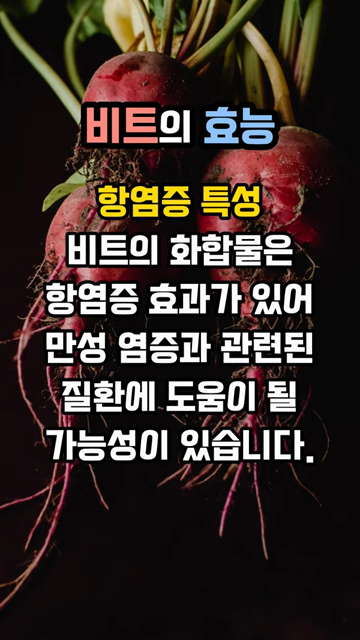 비트의 효능
항염증 특성
비트의 화합물은
항염증 효과가 있어
만성 염증과 관련된
질환에 도움이 될
가능성이 있습니다.